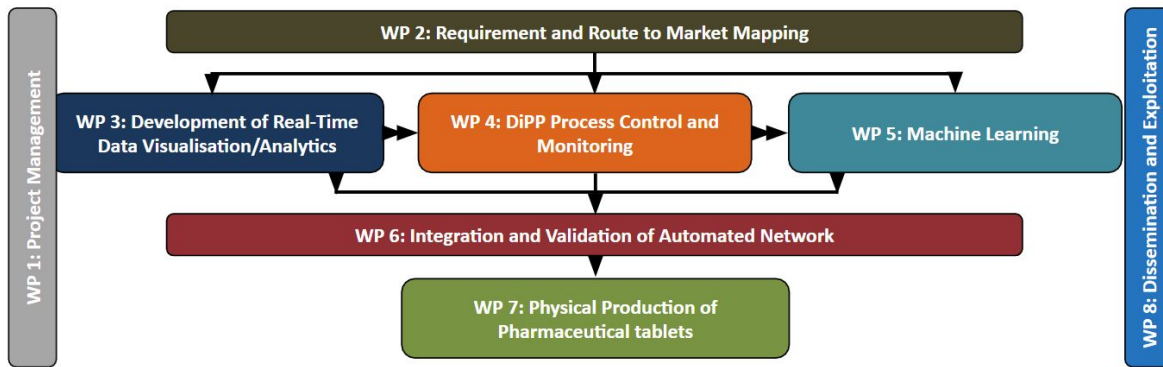 WP 1: Project Management
WP 2: Requirement and Route to Market Mapping
WP 3: Development of Real-Time
Data Visualisation/Analytics
WP 4: DiPP Process Control and
Monitoring
WP 5: Machine Learning
WP 6: Integration and Validation of Automated Network
WP 7: Physical Production of
Pharmaceutical tablets
WP 8: Dissemination and Exploitation